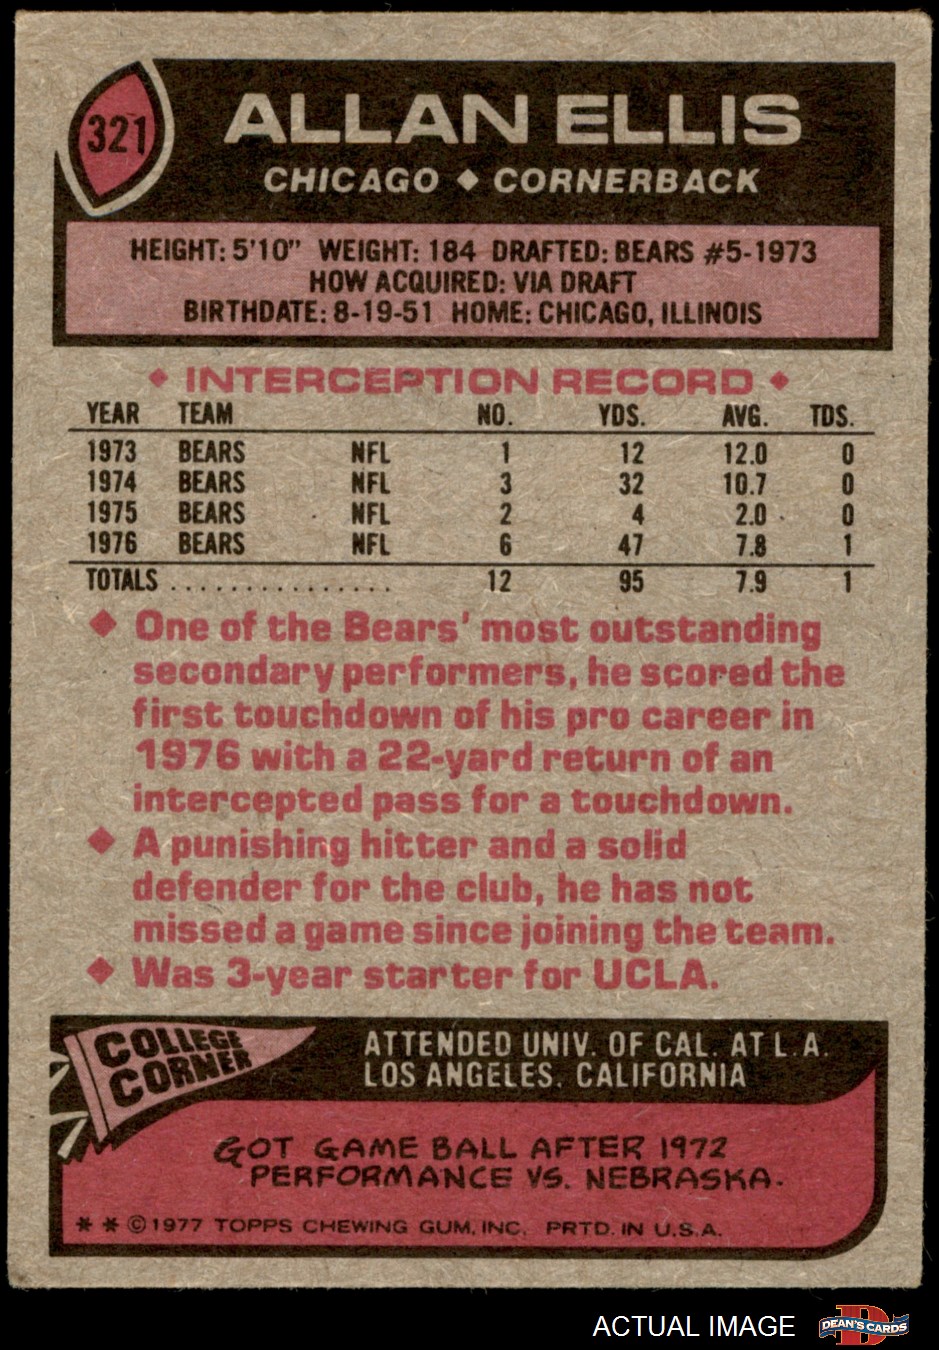 321
ALLAN ELLIS
CHICAGO ◆ CORNERBACK
HEIGHT: 5'10" WEIGHT: 184 DRAFTED: BEARS #5-1973
HOW ACQUIRED: VIA DRAFT
BIRTHDATE: 8-19-51 HOME: CHICAGO, ILLINOIS
◆ INTERCEPTION RECORD ◆
YEAR TEAM NO. YDS. AVG. TDS.
1973 BEARS NFL 1 12 12.0 0
1974 BEARS NFL 3 32 10.7 0
1975 BEARS NFL 2 4 2.0 0
1976 BEARS NFL 6 47 7.8 1
TOTALS ................ 12 95 7.9 1
◆ One of the Bears' most outstanding
secondary performers, he scored the
first touchdown of his pro career in
1976 with a 22-yard return of an
intercepted pass for a touchdown.
◆ A punishing hitter and a solid
defender for the club, he has not
missed a game since joining the team.
◆ Was 3-year starter for UCLA.
COLLEGE
CORNER
ATTENDED UNIV. OF CAL. AT L.A.
LOS ANGELES, CALIFORNIA
GOT GAME BALL AFTER 1972
PERFORMANCE VS. NEBRASKA.
* * © 1977 TOPPS CHEWING GUM, INC. PRTD. IN U.S.A.
ACTUAL IMAGE
DEAN'S CARDS